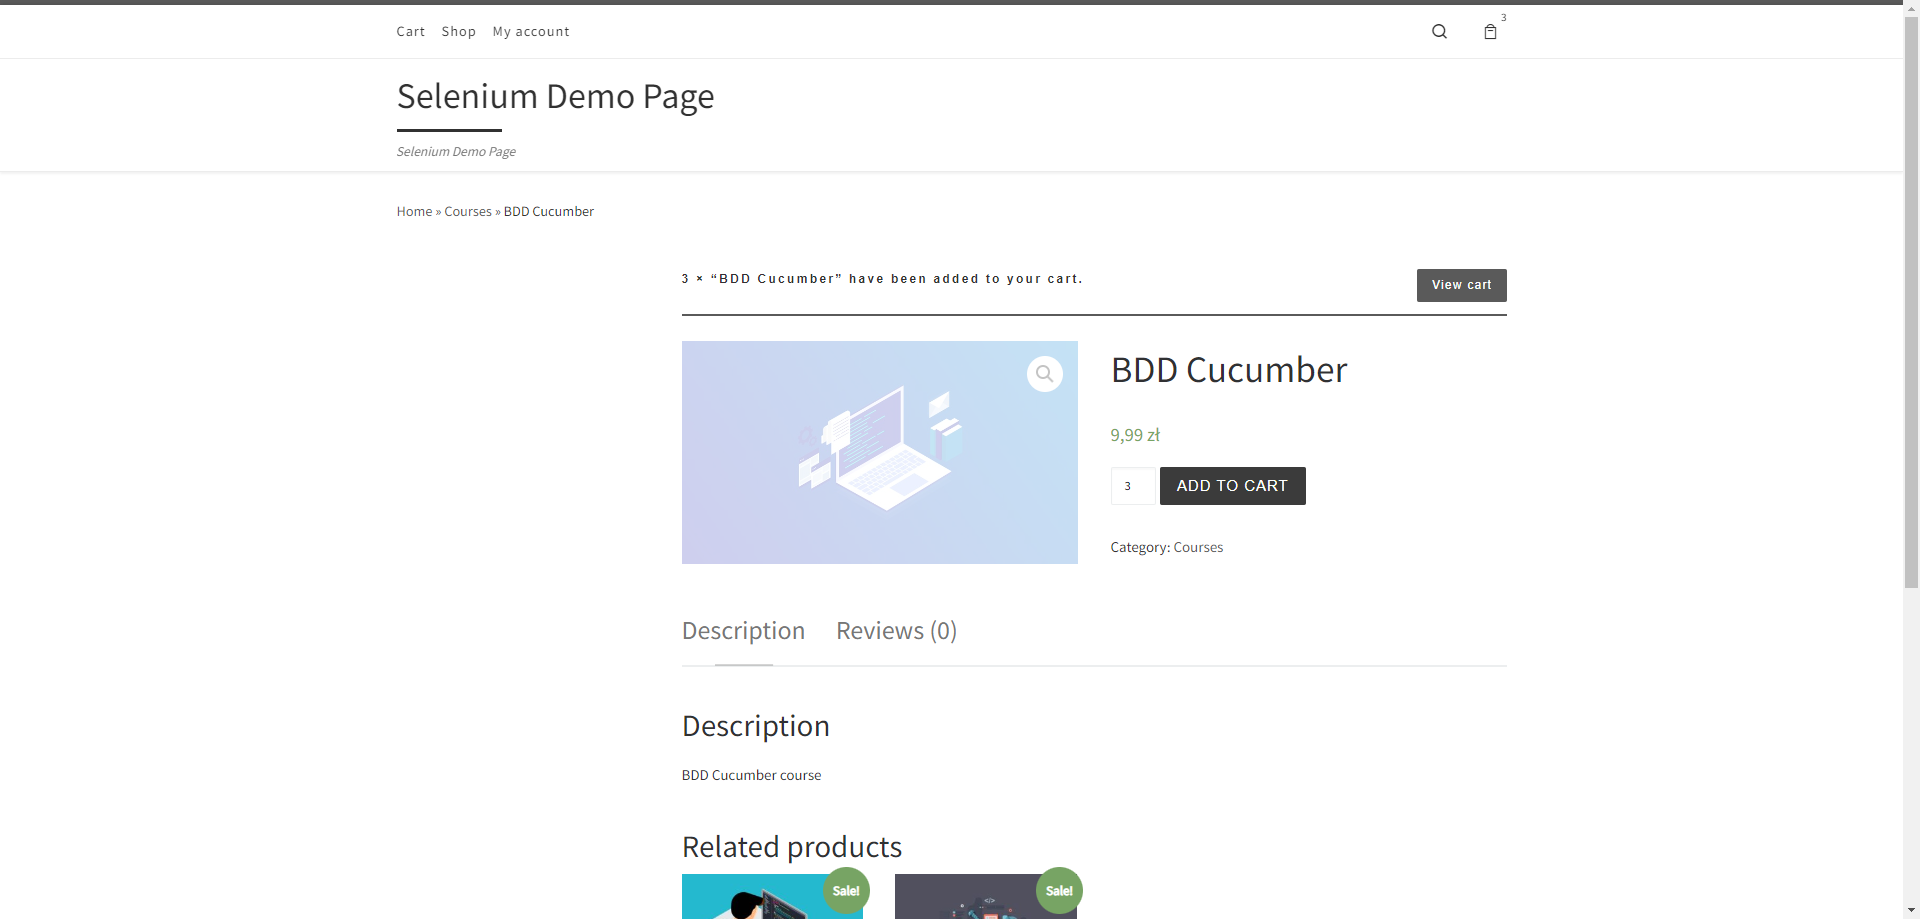 Cart Shop My account
3
Selenium Demo Page
Selenium Demo Page
Home » Courses » BDD Cucumber
3 × “BDD Cucumber” have been added to your cart.
View cart
BDD Cucumber
9,99 zł
3
ADD TO CART
Category: Courses
Description Reviews (0)
Description
BDD Cucumber course
Related products
Sale! Sale!